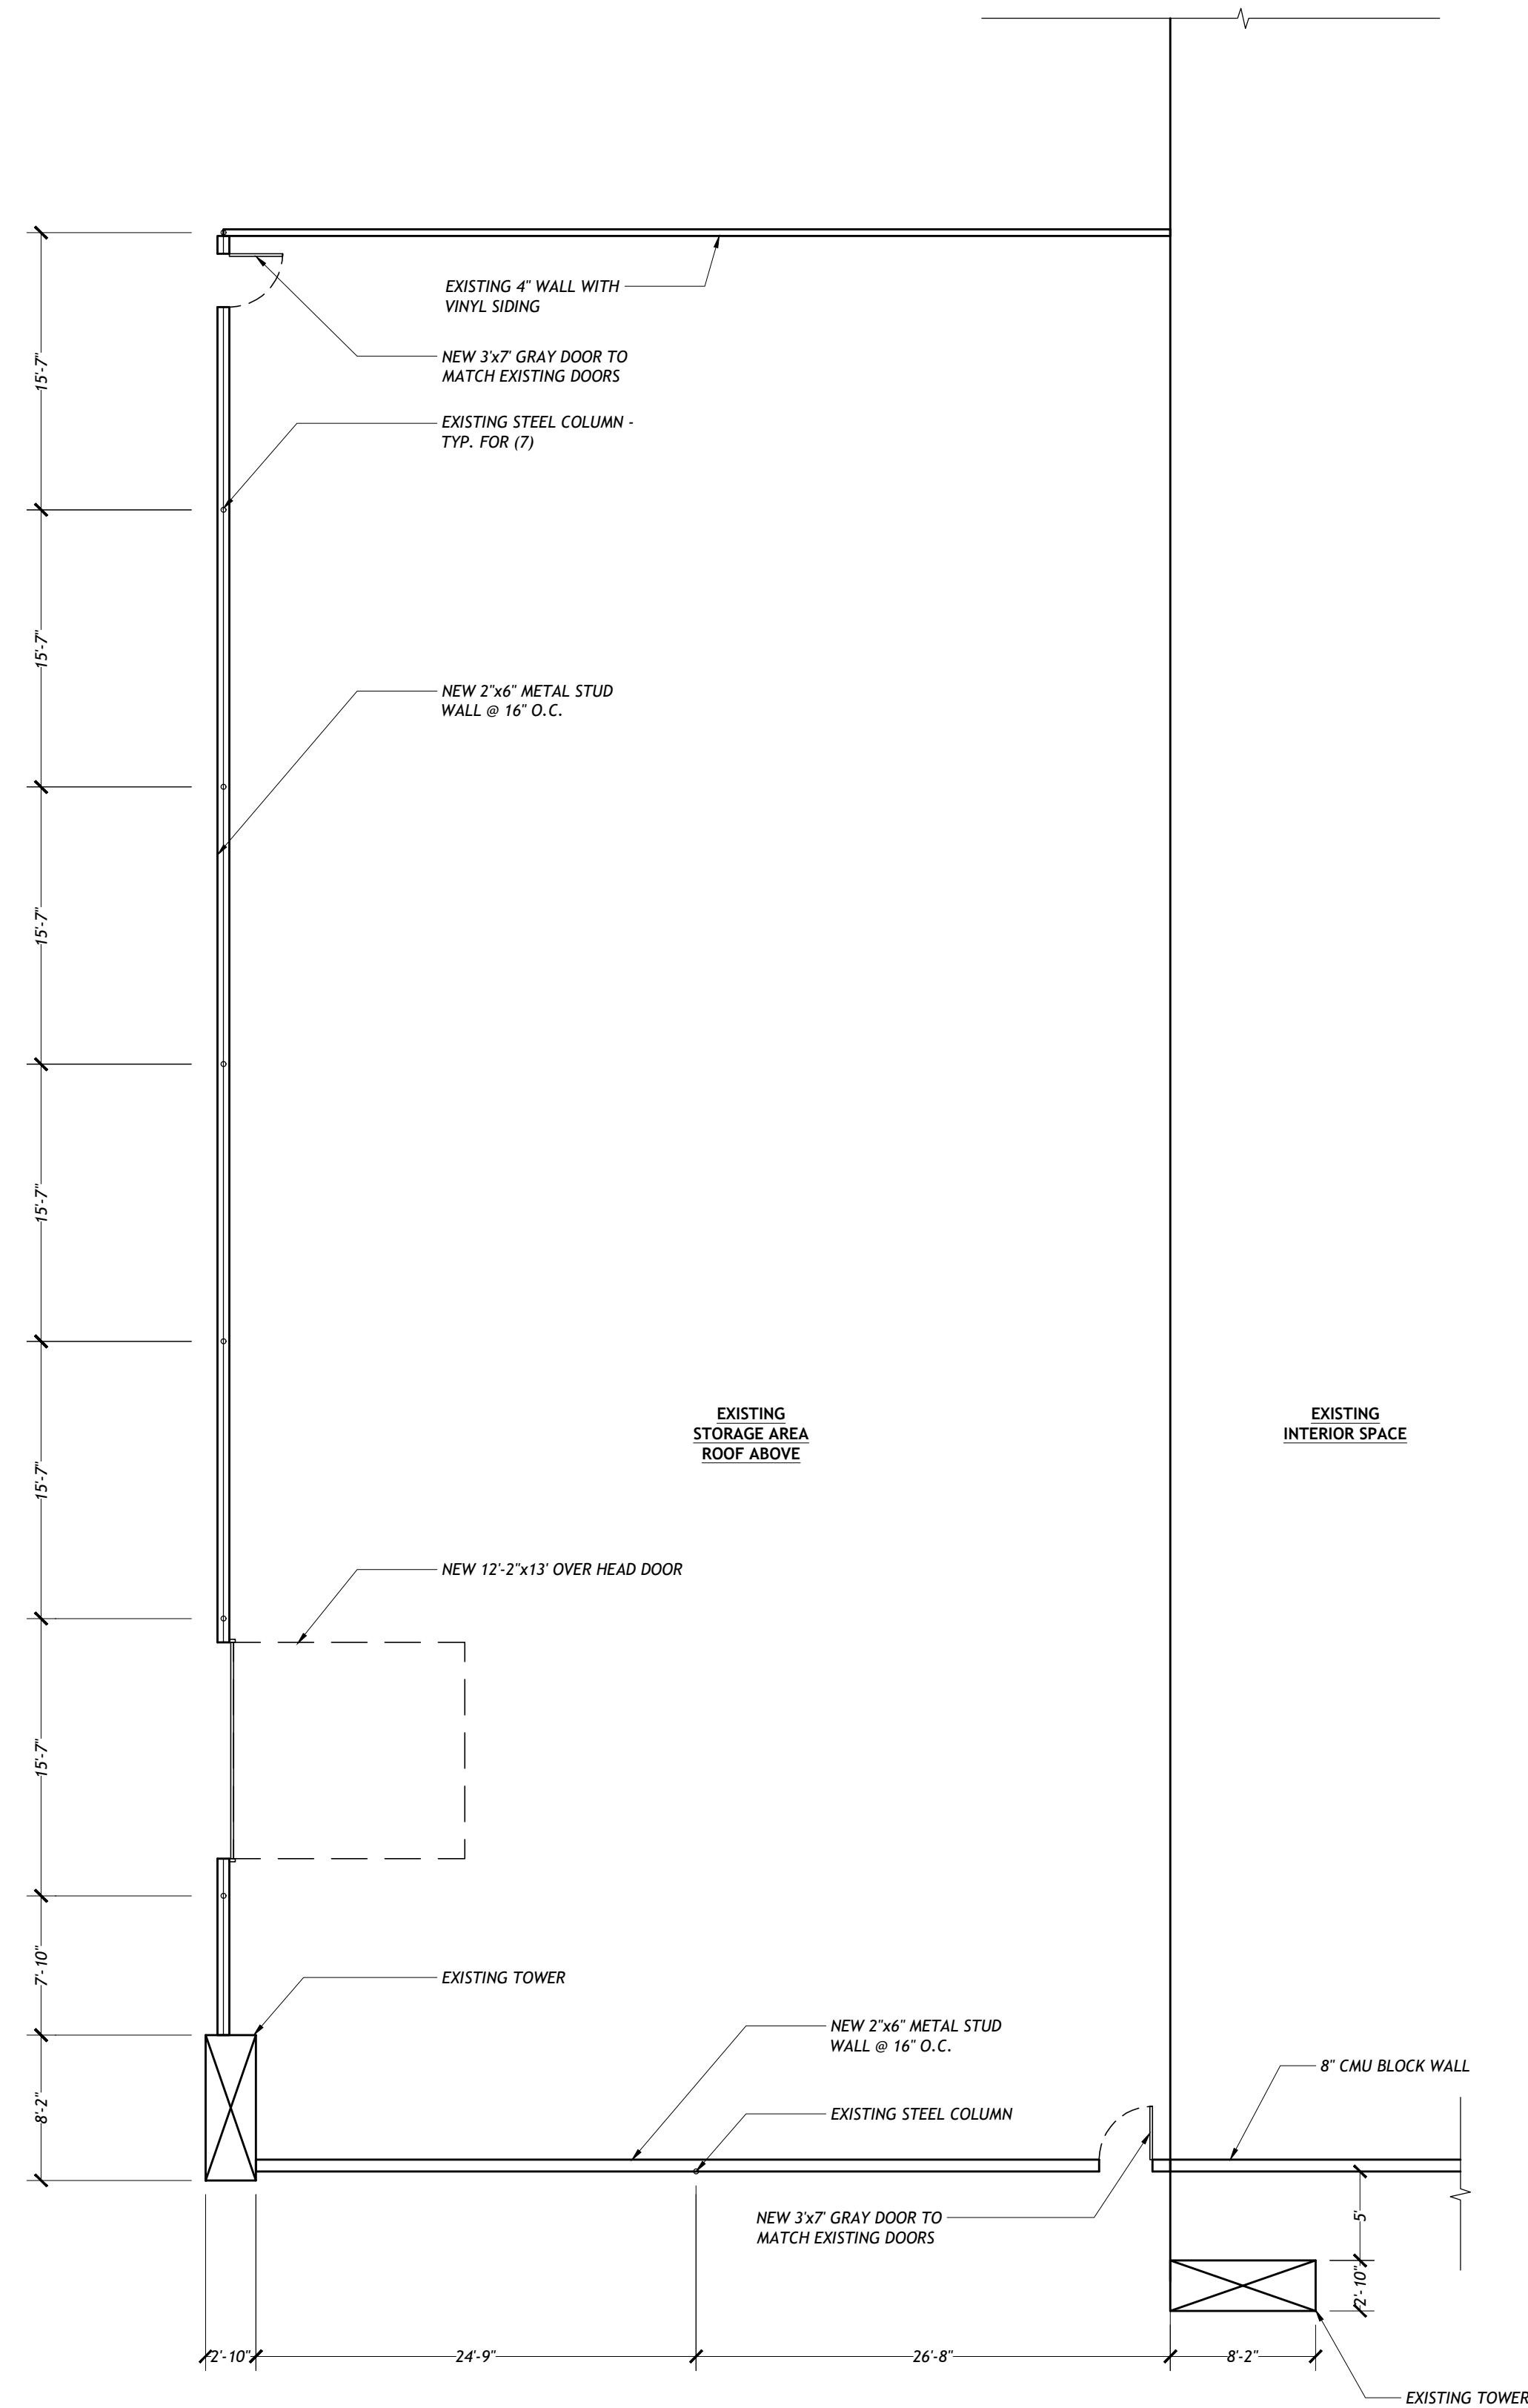 EXISTING 4" WALL WITH
VINYL SIDING
15'-7"
NEW 3'x7' GRAY DOOR TO
MATCH EXISTING DOORS
EXISTING STEEL COLUMN -
TYP. FOR (7)
15'-7"
NEW 2"x6" METAL STUD
WALL @ 16" O.C.
15'-7"
15'-7"
EXISTING
STORAGE AREA
ROOF ABOVE
EXISTING
INTERIOR SPACE
15'-7"
NEW 12'-2"x13' OVER HEAD DOOR
15'-7"
7'-10"
EXISTING TOWER
NEW 2"x6" METAL STUD
WALL @ 16" O.C.
8" CMU BLOCK WALL
8'-2"
EXISTING STEEL COLUMN
NEW 3'x7' GRAY DOOR TO
MATCH EXISTING DOORS
5'
2'-10"
2'-10"
24'-9"
26'-8"
8'-2"
EXISTING TOWER